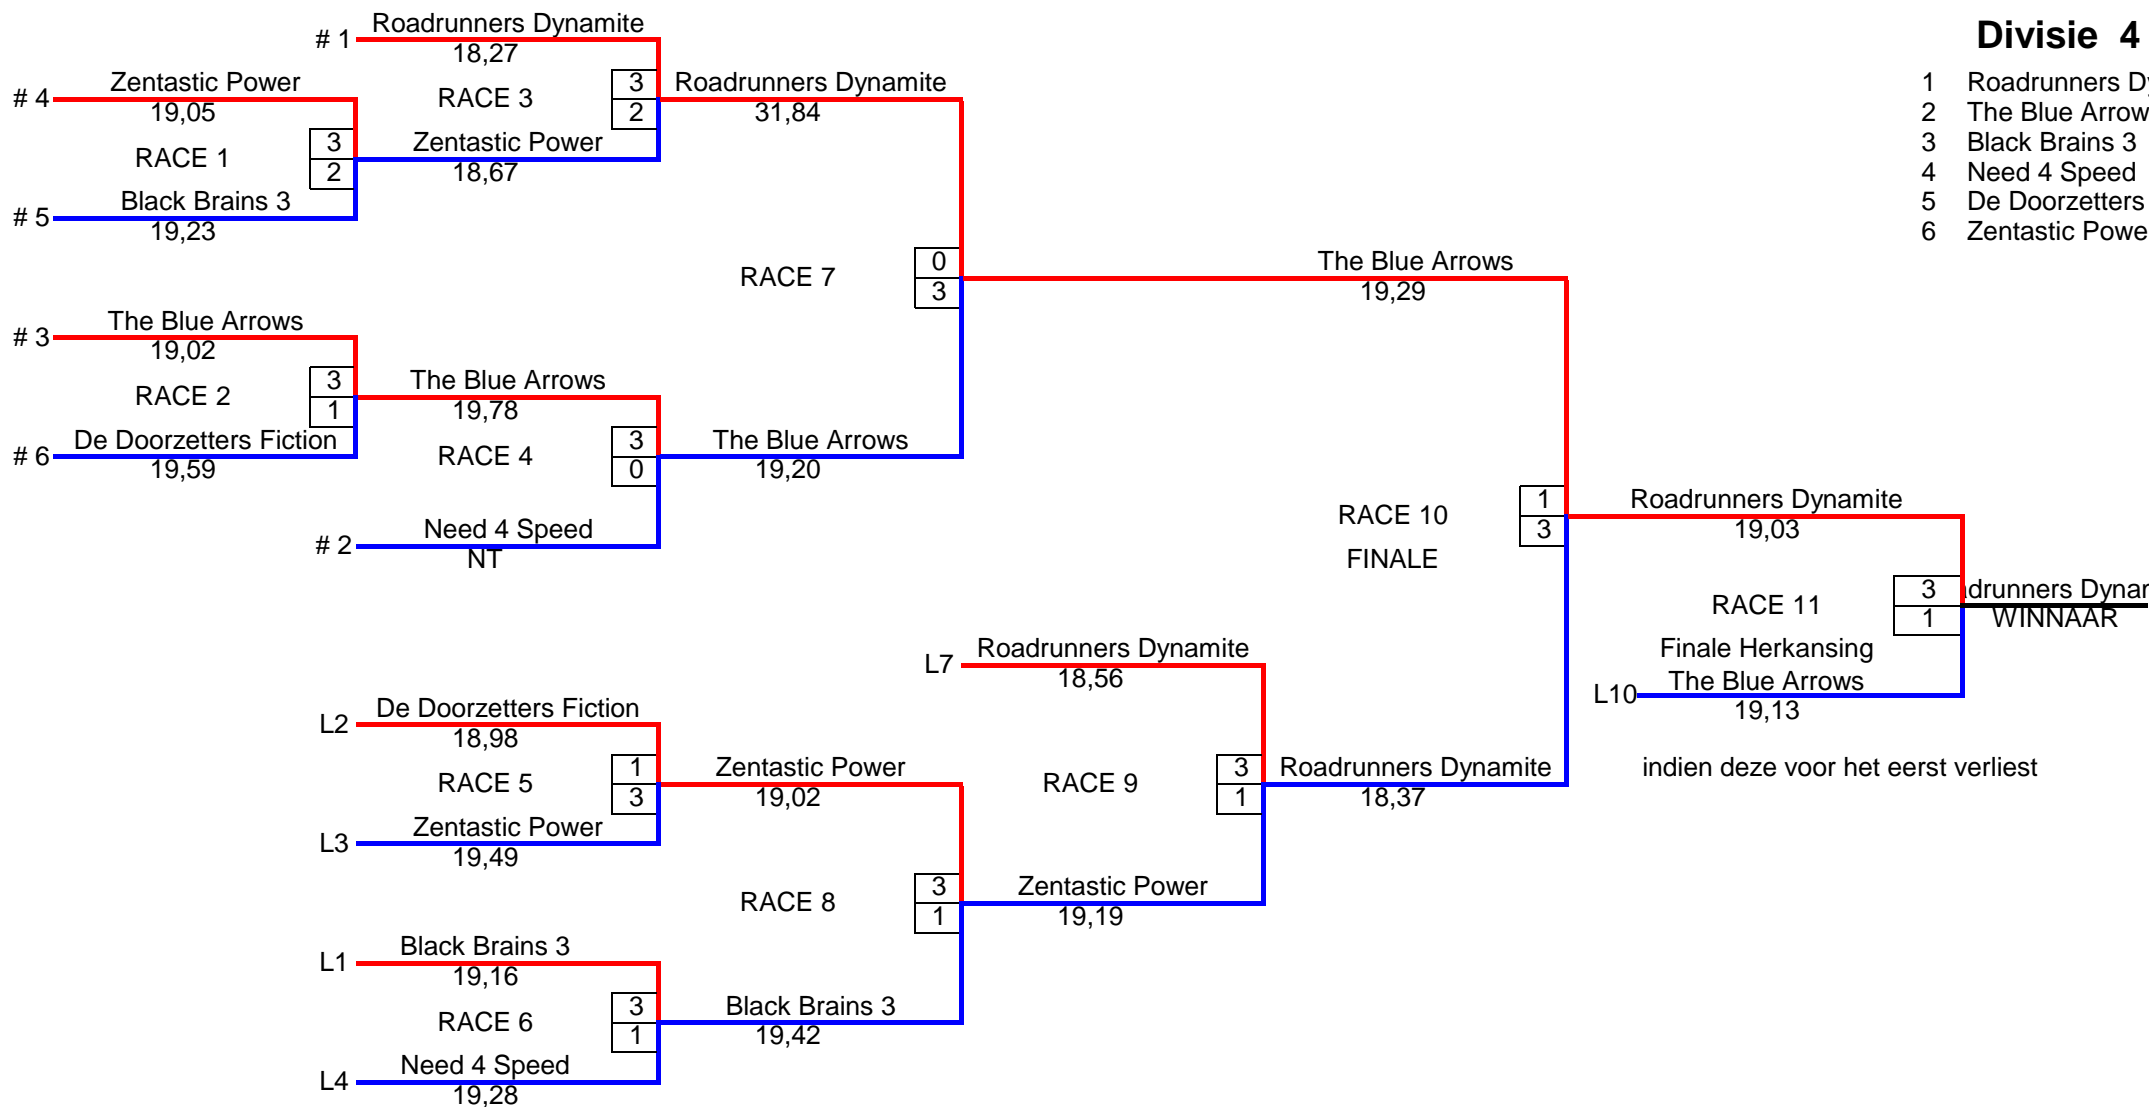 Divisie 4
1 Roadrunners
2 The Blue
3 Black Brains 3
4 Need 4 Speed
5 De Doorzetters
6 Zentastic
# 1
Roadrunners Dynamite
18,27
RACE 3
3
2
Zentastic Power
18,67
# 4
Zentastic Power
19,05
RACE 1
3
2
# 5
Black Brains 3
19,23
Roadrunners Dynamite
31,84
RACE 7
0
3
# 3
The Blue Arrows
19,02
RACE 2
3
1
# 6
De Doorzetters Fiction
19,59
The Blue Arrows
19,78
RACE 4
3
0
# 2
Need 4 Speed
NT
The Blue Arrows
19,20
The Blue Arrows
19,29
RACE 10
FINALE
1
3
Roadrunners Dynamite
19,03
RACE 11
3
1
WINNAAR
Finale Herkansing
L10
The Blue Arrows
19,13
indien deze voor het eerst verliest
L7
Roadrunners Dynamite
18,56
RACE 9
3
1
Roadrunners Dynamite
18,37
L2
De Doorzetters Fiction
18,98
RACE 5
1
3
L3
Zentastic Power
19,49
Zentastic Power
19,02
RACE 8
3
1
Zentastic Power
19,19
L1
Black Brains 3
19,16
RACE 6
3
1
L4
Need 4 Speed
19,28
Black Brains 3
19,42